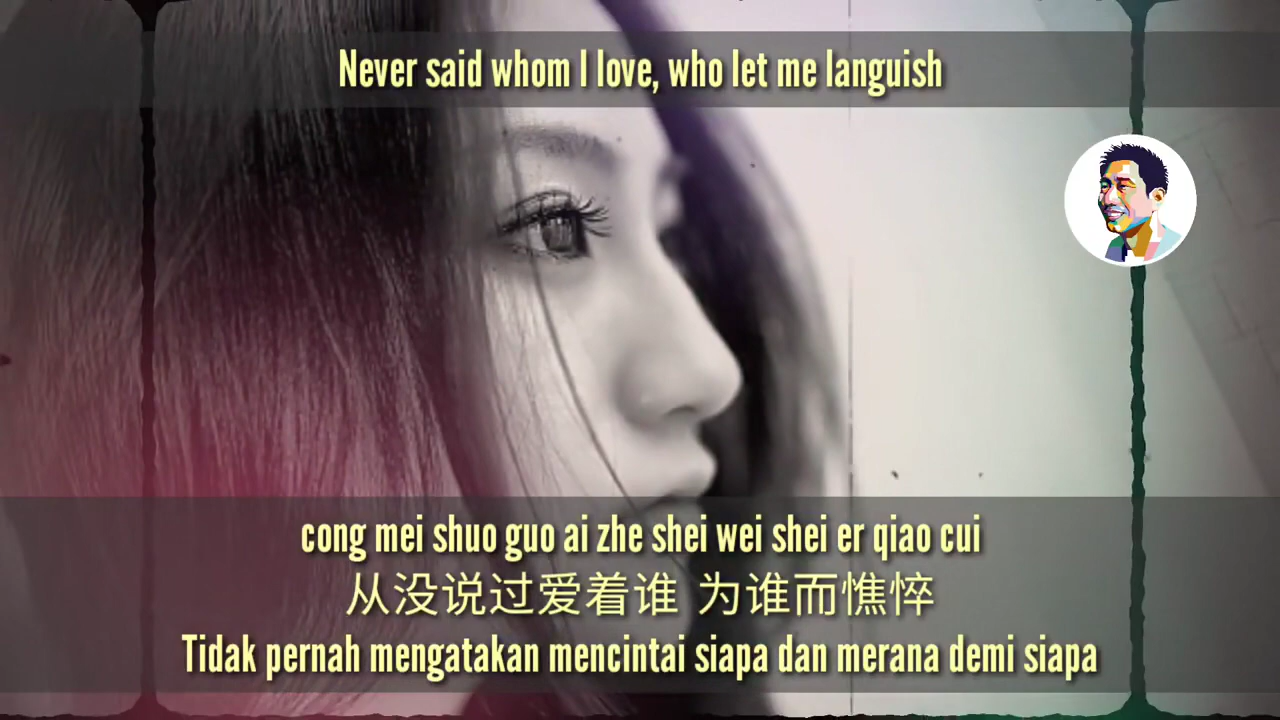 Never said whom I love, who let me languish
cong mei shuo guo ai zhe shei wei shei er qiao cui
从没说过爱着谁 为谁而憔悴
Tidak pernah mengatakan mencintai siapa dan merana demi siapa